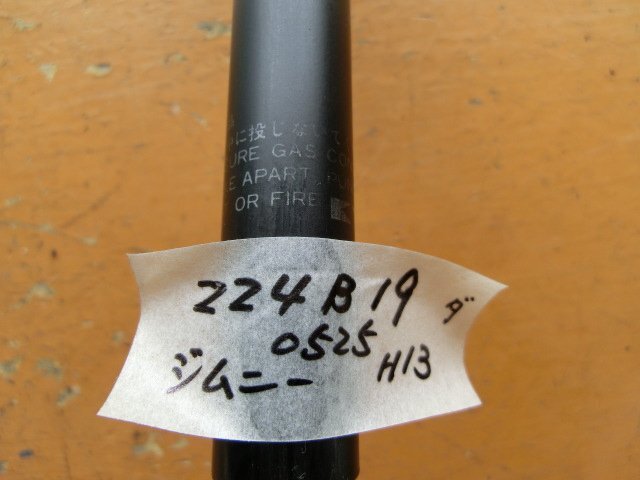 に投じないで
URE GAS CO
E APART
OR FIRE
224B19 ダ
0525
ジムニー H13